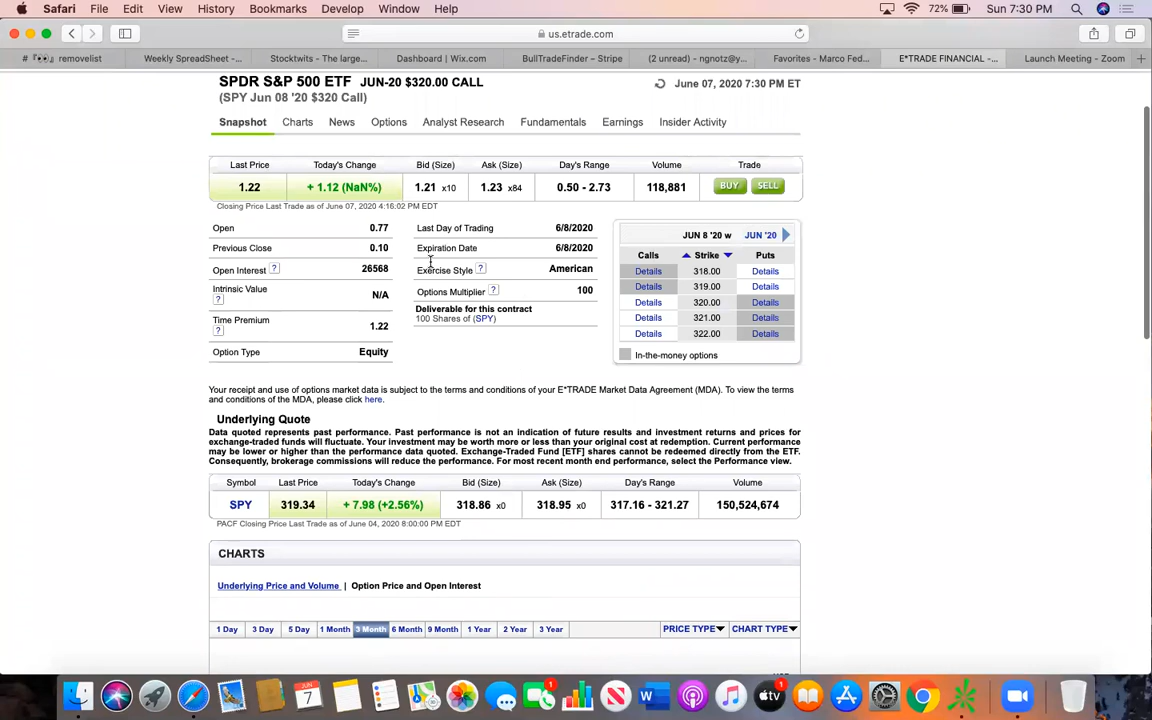 Safari File Edit View History Bookmarks Develop Window Help 72% Sun 7:30 PM
us.etrade.com
removelist Weekly SpreadSheet -... Stocktwits - The large... Dashboard | Wix.com BullTradeFinder – Stripe (2 unread) - ngnotz@y... Favorites - Marco Fed... E*TRADE FINANCIAL -... Launch Meeting - Zoom
SPDR S&P 500 ETF JUN-20 $320.00 CALL
(SPY Jun 08 '20 $320 Call)
June 07, 2020 7:30 PM ET
Snapshot Charts News Options Analyst Research Fundamentals Earnings Insider Activity
Last Price Today's Change Bid (Size) Ask (Size) Day's Range Volume Trade
1.22 + 1.12 (NaN%) 1.21 x10 1.23 x84 0.50 - 2.73 118,881 BUY SELL
Closing Price Last Trade as of June 07, 2020 4:16:02 PM EDT
Open 0.77
Previous Close 0.10
Open Interest ? 26568
Intrinsic Value ? N/A
Time Premium ? 1.22
Option Type Equity
Last Day of Trading 6/8/2020
Expiration Date 6/8/2020
Exercise Style ? American
Options Multiplier ? 100
Deliverable for this contract
100 Shares of (SPY)
JUN 8 '20 w JUN '20
Calls Strike Puts
Details 318.00 Details
Details 319.00 Details
Details 320.00 Details
Details 321.00 Details
Details 322.00 Details
In-the-money options
Your receipt and use of options market data is subject to the terms and conditions of your E*TRADE Market Data Agreement (MDA). To view the terms
and conditions of the MDA, please click here.
Underlying Quote
Data quoted represents past performance. Past performance is not an indication of future results and investment returns and prices for
exchange-traded funds will fluctuate. Your investment may be worth more or less than your original cost at redemption. Current performance
may be lower or higher than the performance data quoted. Exchange-Traded Fund [ETF] shares cannot be redeemed directly from the ETF.
Consequently, brokerage commissions will reduce the performance. For most recent month end performance, select the Performance view.
Symbol Last Price Today's Change Bid (Size) Ask (Size) Day's Range Volume
SPY 319.34 + 7.98 (+2.56%) 318.86 x0 318.95 x0 317.16 - 321.27 150,524,674
PACF Closing Price Last Trade as of June 04, 2020 8:00:00 PM EDT
CHARTS
Underlying Price and Volume | Option Price and Open Interest
1 Day 3 Day 5 Day 1 Month 3 Month 6 Month 9 Month 1 Year 2 Year 3 Year PRICE TYPE CHART TYPE
JUN 7 1 tv 1